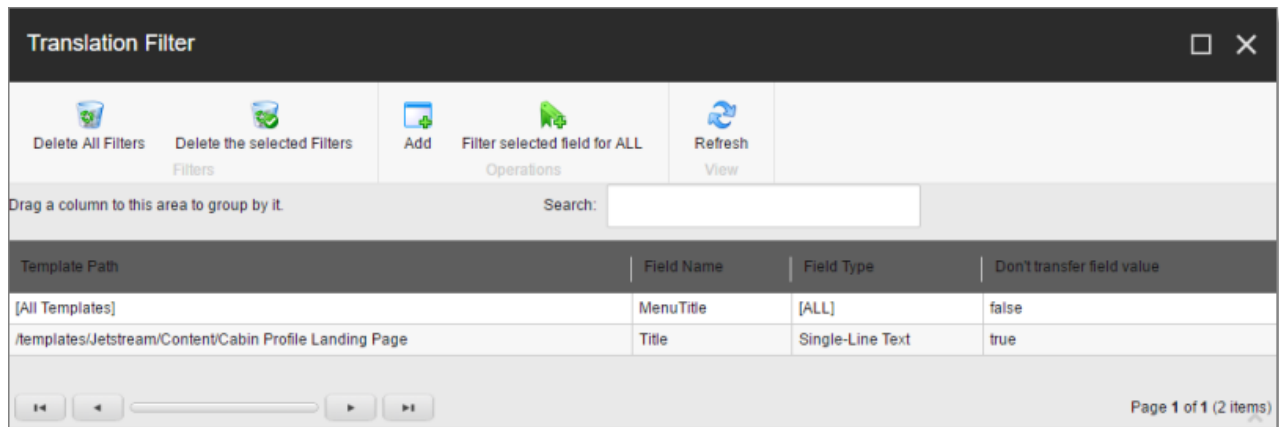 Translation Filter
Delete All Filters Delete the selected Filters Add Filter selected field for ALL Refresh
Filters Operations View
Drag a column to this area to group by it. Search:
Template Path Field Name Field Type Don't transfer field value
[All Templates] MenuTitle [ALL] false
/templates/Jetstream/Content/Cabin Profile Landing Page Title Single-Line Text true
Page 1 of 1 (2 items)